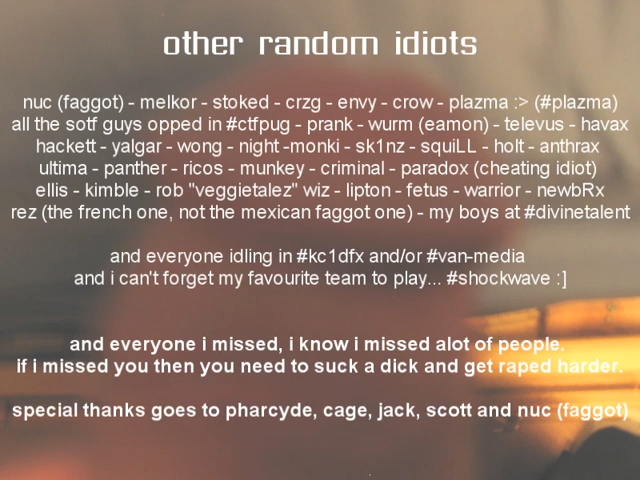 other random idiots
nuc (faggot) - melkor - stoked - crzg - envy - crow - plazma :> (#plazma)
all the sotf guys opped in #ctfpug - prank - wurm (eamon) - televus - havax
hackett - yalgar - wong - night -monki - sk1nz - squiLL - holt - anthrax
ultima - panther - ricos - munkey - criminal - paradox (cheating idiot)
ellis - kimble - rob "veggietalez" wiz - lipton - fetus - warrior - newbRx
rez (the french one, not the mexican faggot one) - my boys at #divinetalent
and everyone idling in #kc1dfx and/or #van-media
and i can't forget my favourite team to play... #shockwave :]
and everyone i missed, i know i missed alot of people.
if i missed you then you need to suck a dick and get raped harder.
special thanks goes to pharcyde, cage, jack, scott and nuc (faggot)